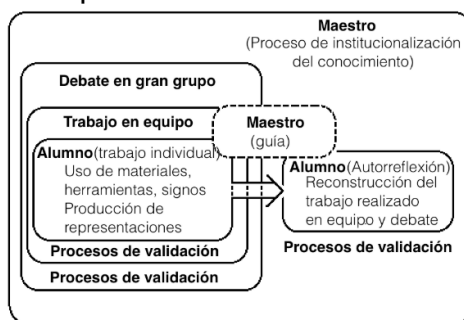 Maestro
(Proceso de institucionalización
del conocimiento)
Debate en gran grupo
Trabajo en equipo
Maestro
(guía)
Alumno(trabajo individual)
Uso de materiales,
herramientas, signos
Producción de
representaciones
Procesos de validación
Procesos de validación
Alumno(Autorreflexión)
Reconstrucción del
trabajo realizado
en equipo y debate
Procesos de validación